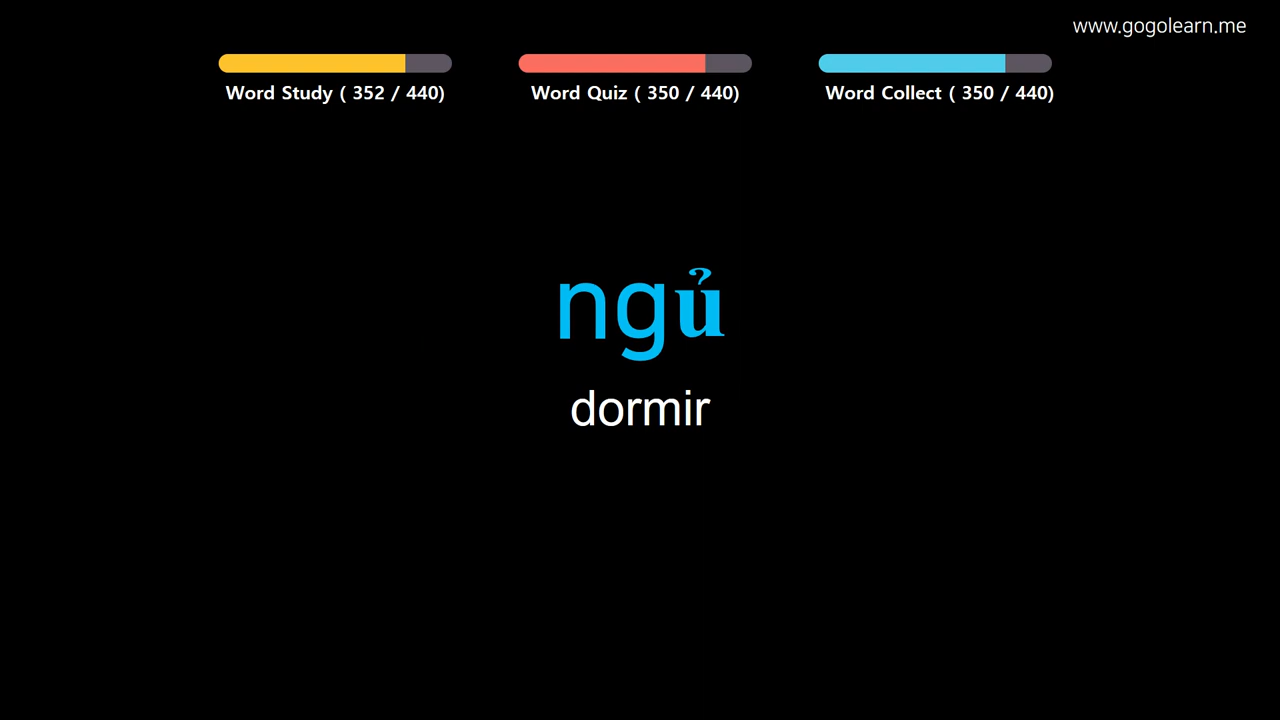 www.gogolearn.me
Word Study ( 352 / 440)
Word Quiz ( 350 / 440)
Word Collect ( 350 / 440)
ngủ
dormir